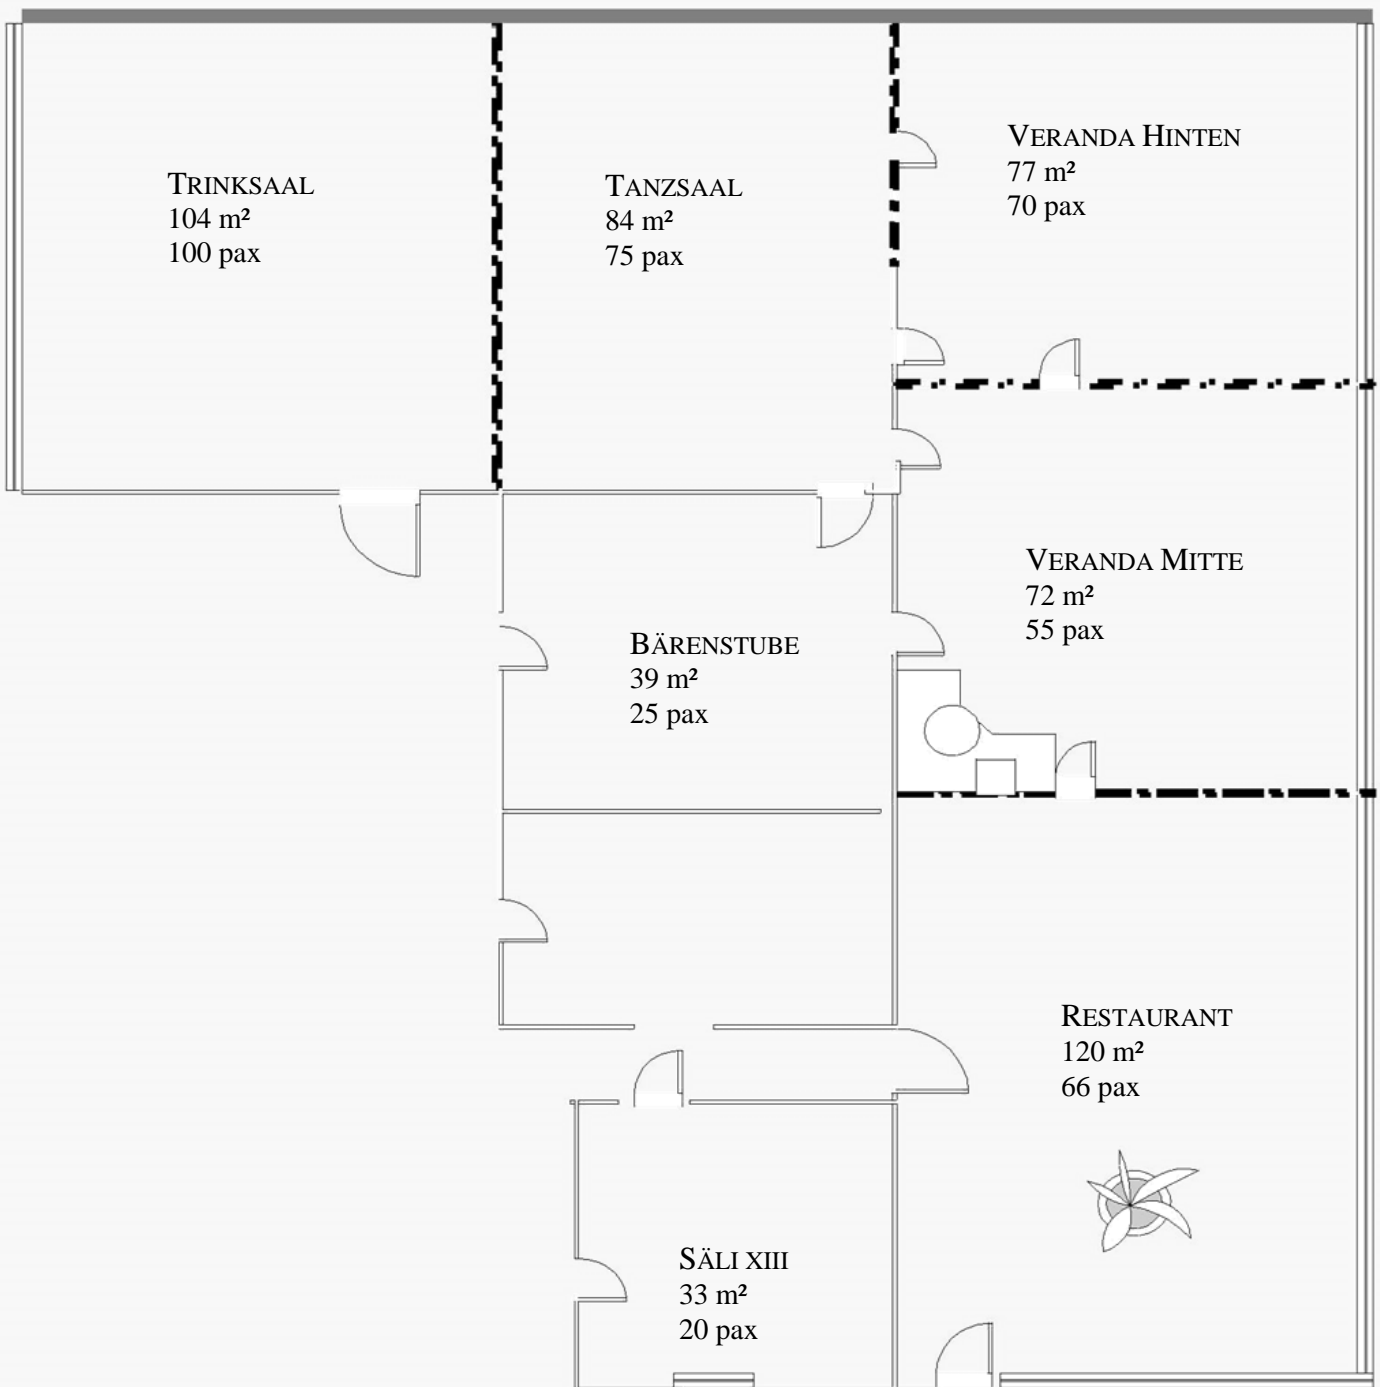 TRINKSAAL
104 m²
100 pax
TANZSAAL
84 m²
75 pax
VERANDA HINTEN
77 m²
70 pax
VERANDA MITTE
72 m²
55 pax
BÄRENSTUBE
39 m²
25 pax
RESTAURANT
120 m²
66 pax
SÄLI XIII
33 m²
20 pax